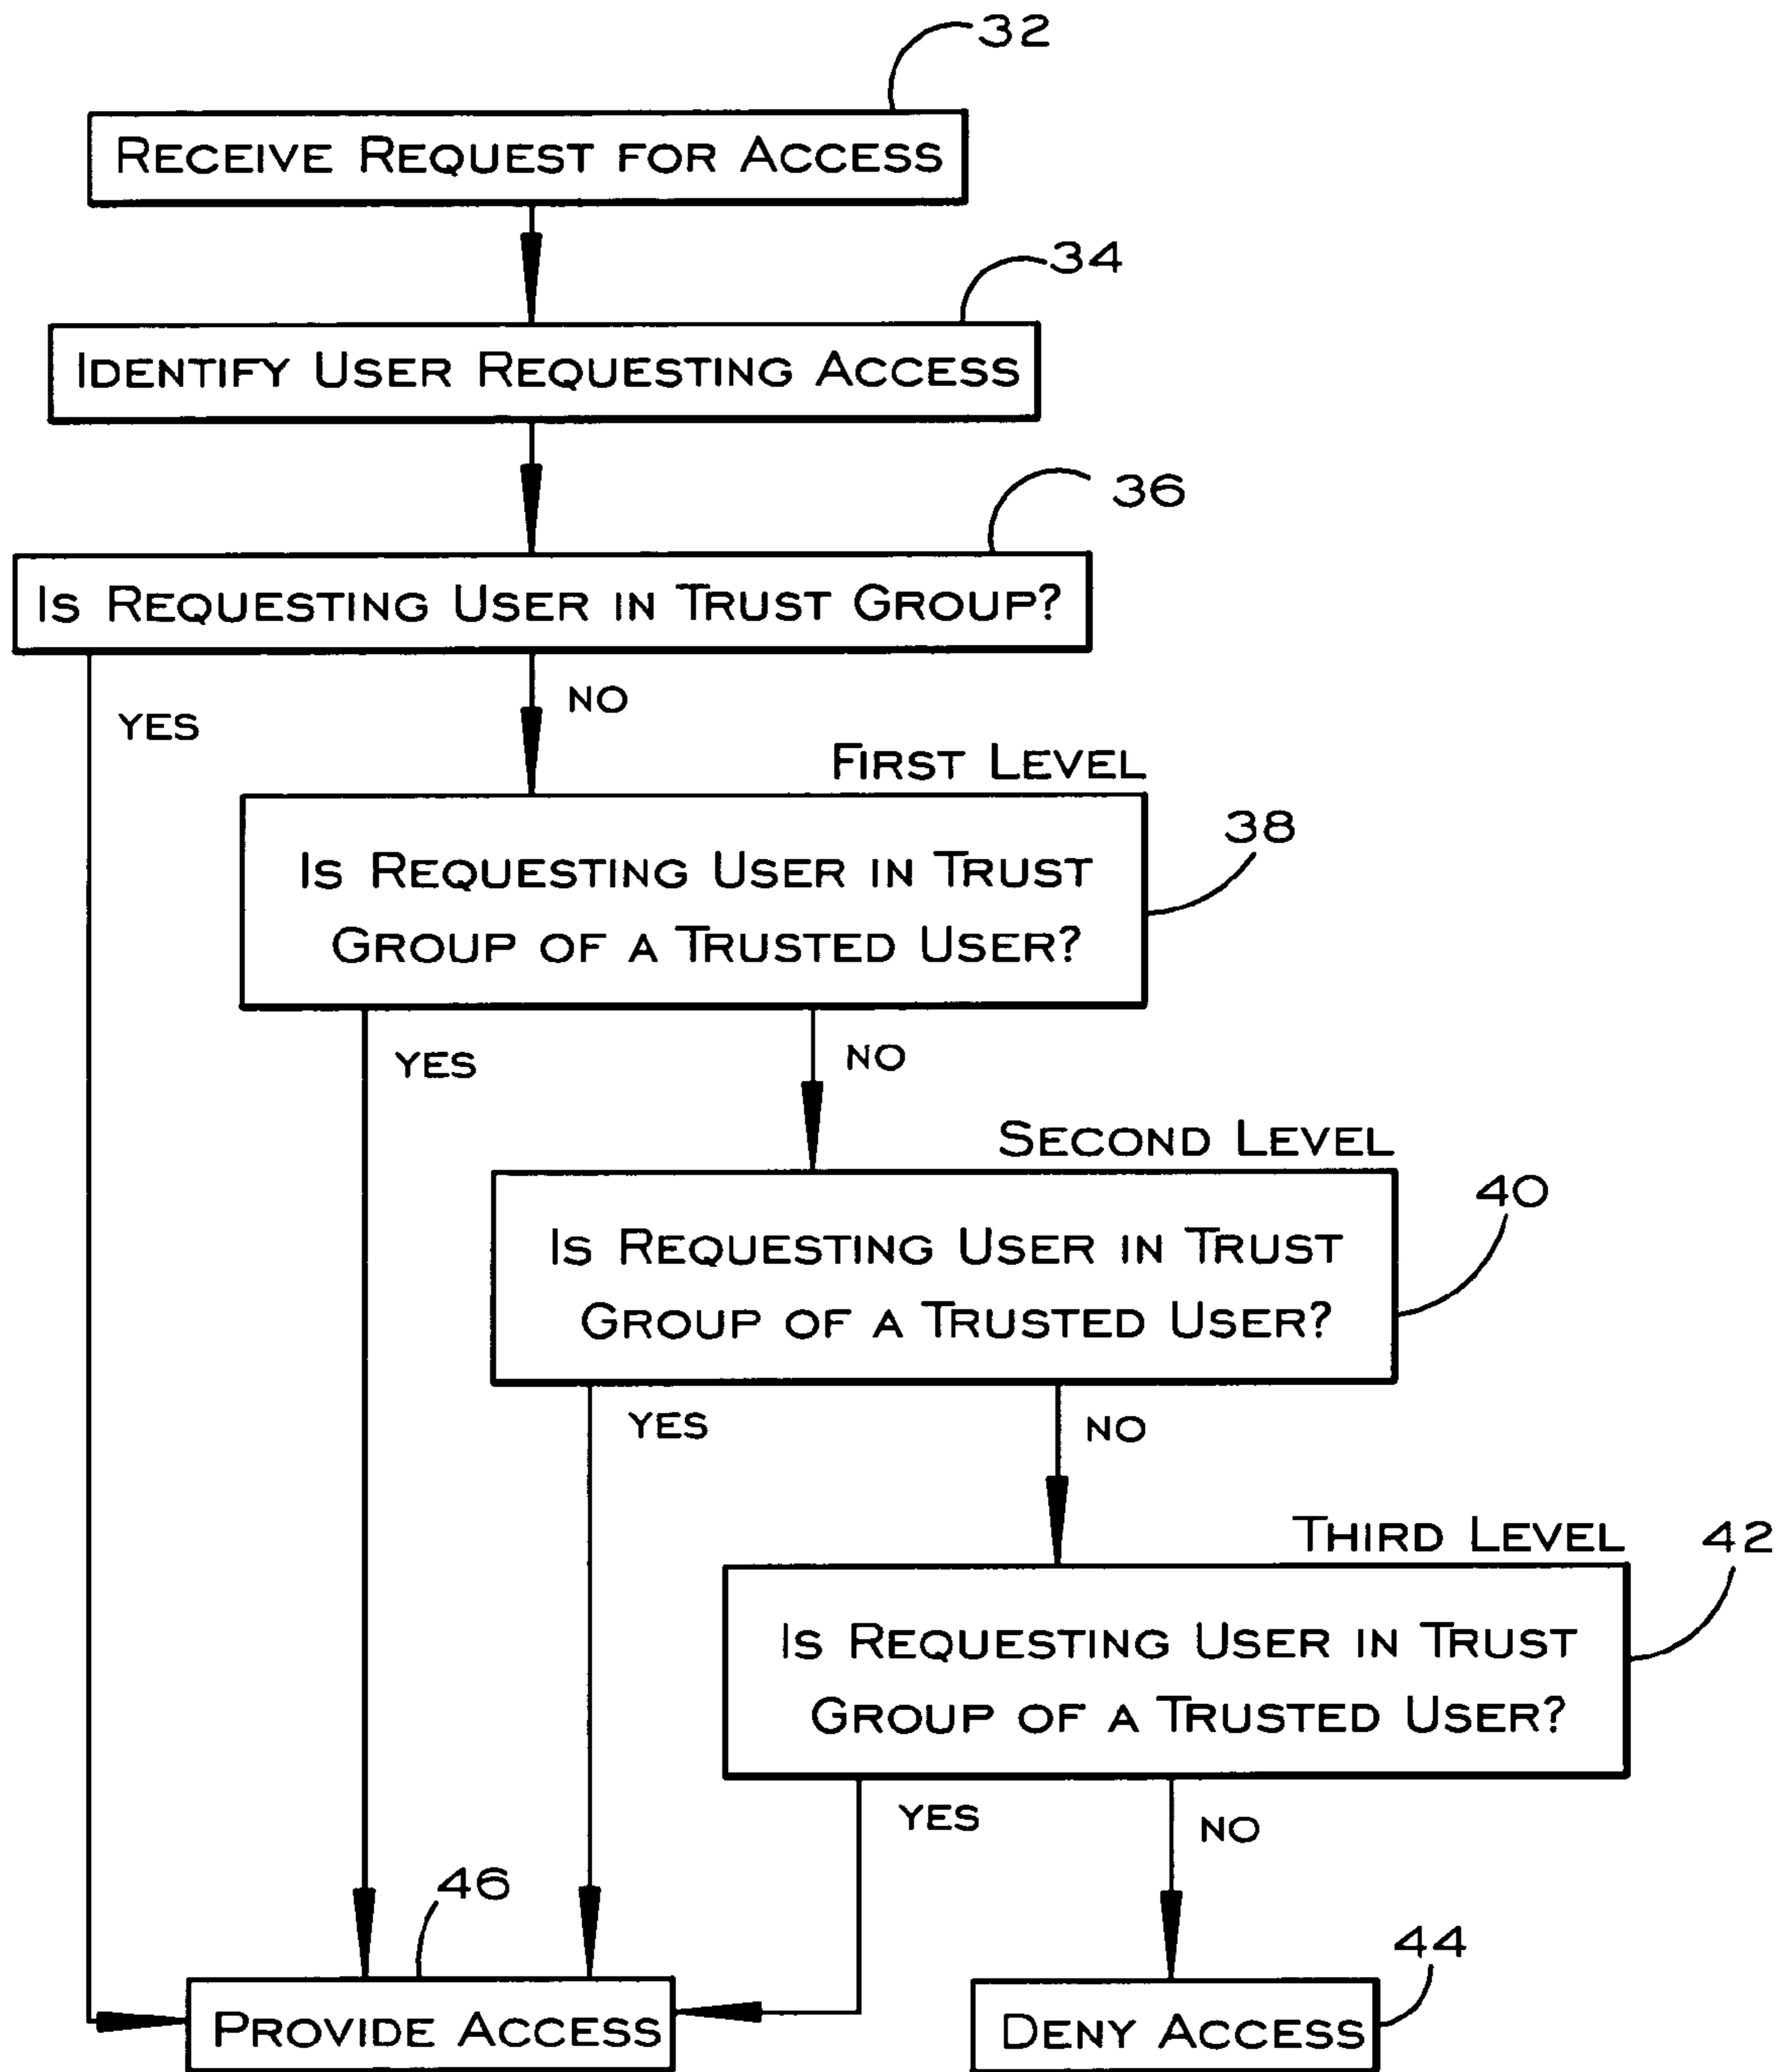 32
RECEIVE REQUEST FOR ACCESS
34
IDENTIFY USER REQUESTING ACCESS
36
IS REQUESTING USER IN TRUST GROUP?
YES
NO
FIRST LEVEL
38
IS REQUESTING USER IN TRUST
GROUP OF A TRUSTED USER?
YES
NO
SECOND LEVEL
40
IS REQUESTING USER IN TRUST
GROUP OF A TRUSTED USER?
YES
NO
THIRD LEVEL
42
IS REQUESTING USER IN TRUST
GROUP OF A TRUSTED USER?
YES
NO
46
44
PROVIDE ACCESS
DENY ACCESS